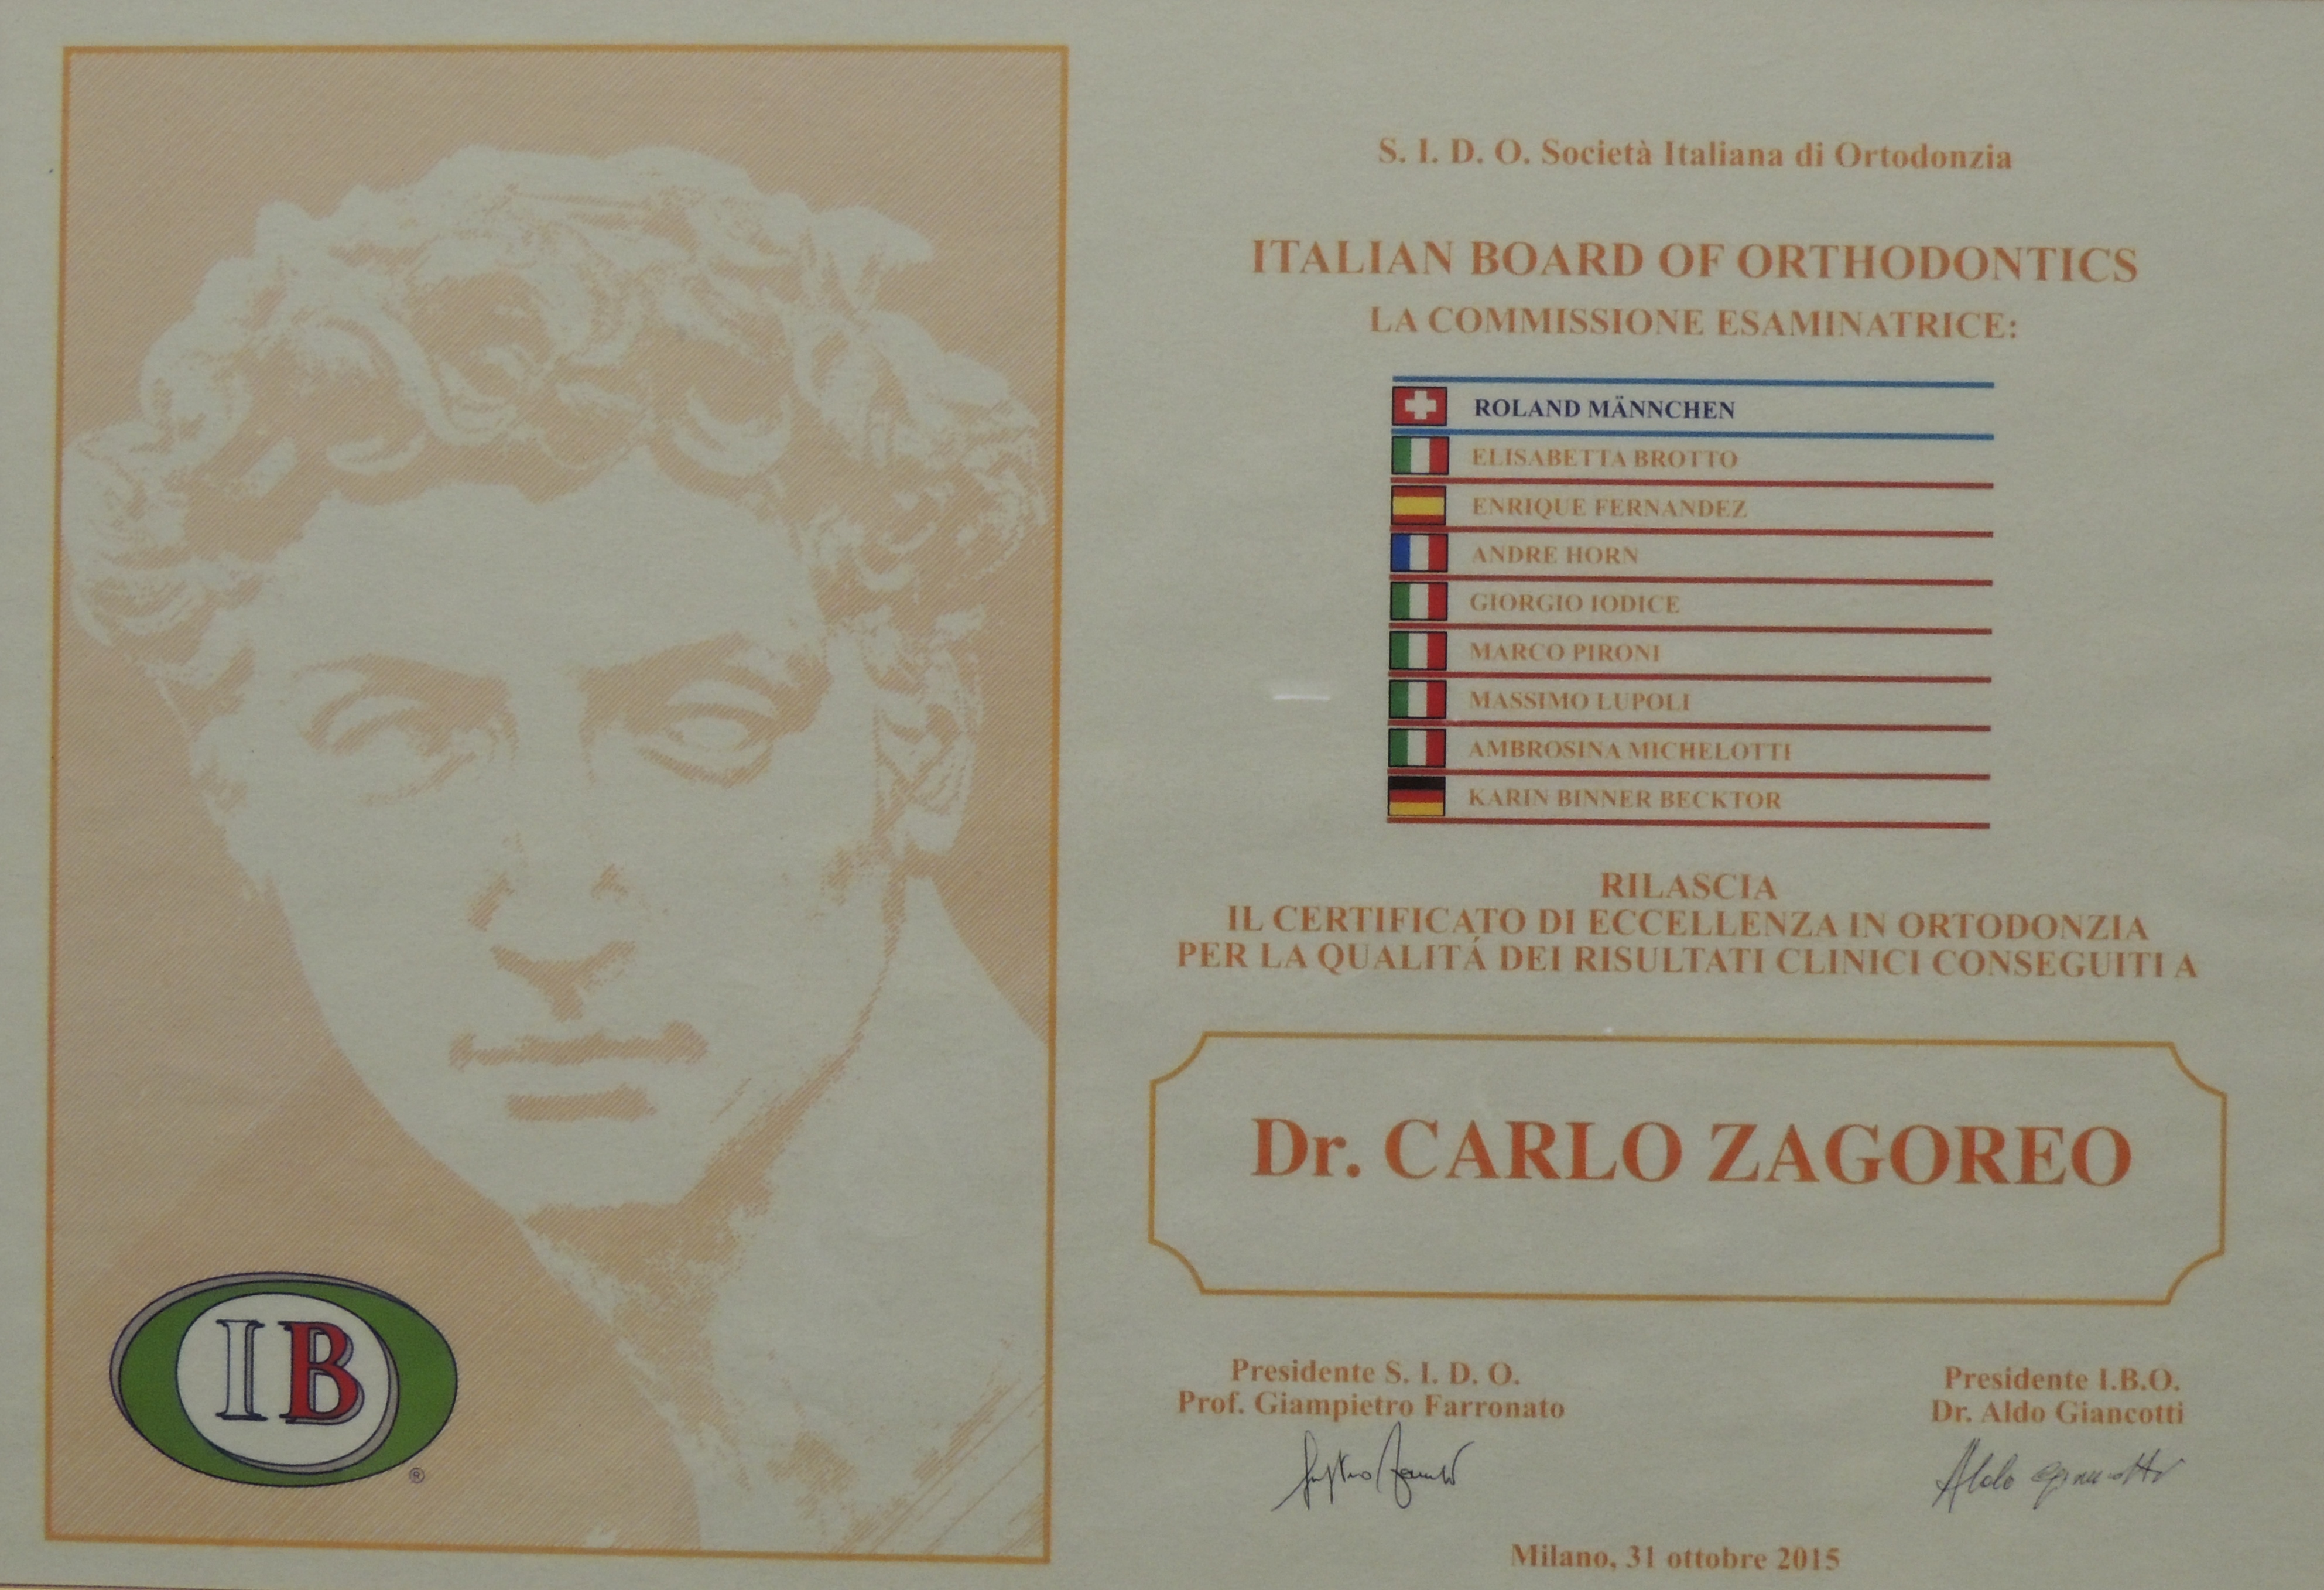 S. I. D. O. Società Italiana di Ortodonzia
ITALIAN BOARD OF ORTHODONTICS
LA COMMISSIONE ESAMINATRICE:
ROLAND MÄNNCHEN
ELISABETTA BROTTO
ENRIQUE FERNANDEZ
ANDRE HORN
GIORGIO IODICE
MARCO PIRONI
MASSIMO LUPOLI
AMBROSINA MICHELOTTI
KARIN BINNER BECKTOR
RILASCIA
IL CERTIFICATO DI ECCELLENZA IN ORTODONZIA
PER LA QUALITÁ DEI RISULTATI CLINICI CONSEGUITI A
Dr. CARLO ZAGOREO
IB
®
Presidente S. I. D. O.
Prof. Giampietro Farronato
Presidente I.B.O.
Dr. Aldo Giancotti
Aldo Giancotti
Milano, 31 ottobre 2015